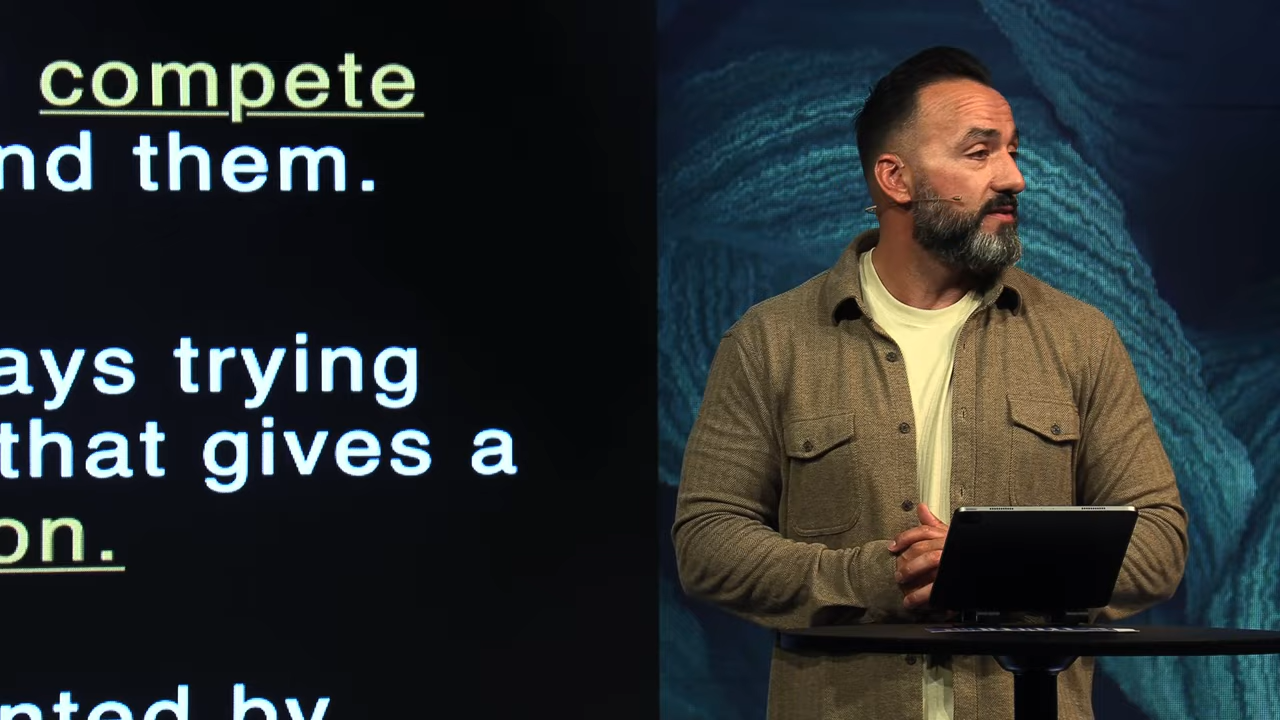 compete
nd them.
ays trying
that gives a
on.
nted by